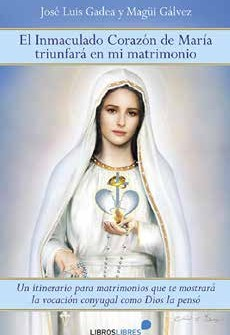 José Luis Gadea y Magüi Gálvez
El Inmaculado Corazón de María
triunfará en mi matrimonio
Un itinerario para matrimonios que te mostrará
la vocación conyugal como Dios la pensó
LIBROSLIBRES